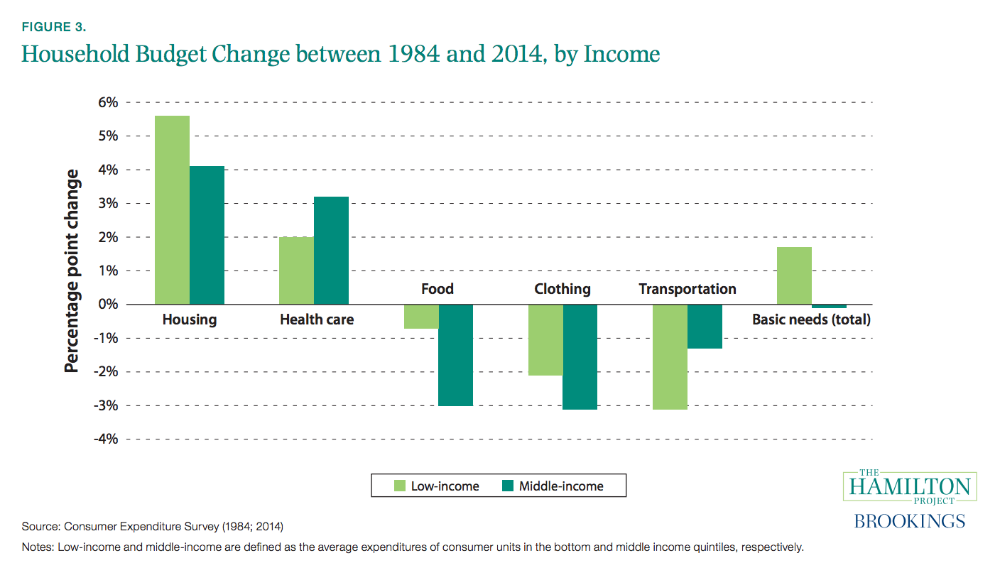 FIGURE 3.
Household Budget Change between 1984 and 2014, by Income
Percentage point change
6%
5%
4%
3%
2%
1%
0%
-1%
-2%
-3%
-4%
Housing
Health care
Food
Clothing
Transportation
Basic needs (total)
Low-income
Middle-income
THE
HAMILTON
PROJECT
BROOKINGS
Source: Consumer Expenditure Survey (1984; 2014)
Notes: Low-income and middle-income are defined as the average expenditures of consumer units in the bottom and middle income quintiles, respectively.